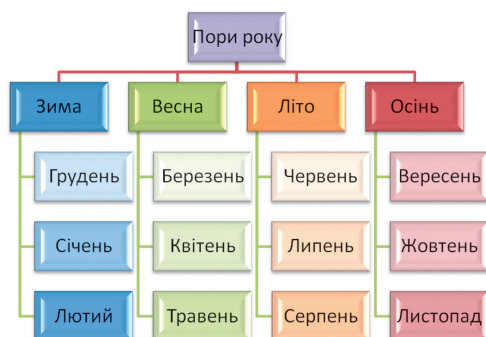 Пори року
Зима
Весна
Літо
Осінь
Грудень
Березень
Червень
Вересень
Січень
Квітень
Липень
Жовтень
Лютий
Травень
Серпень
Листопад